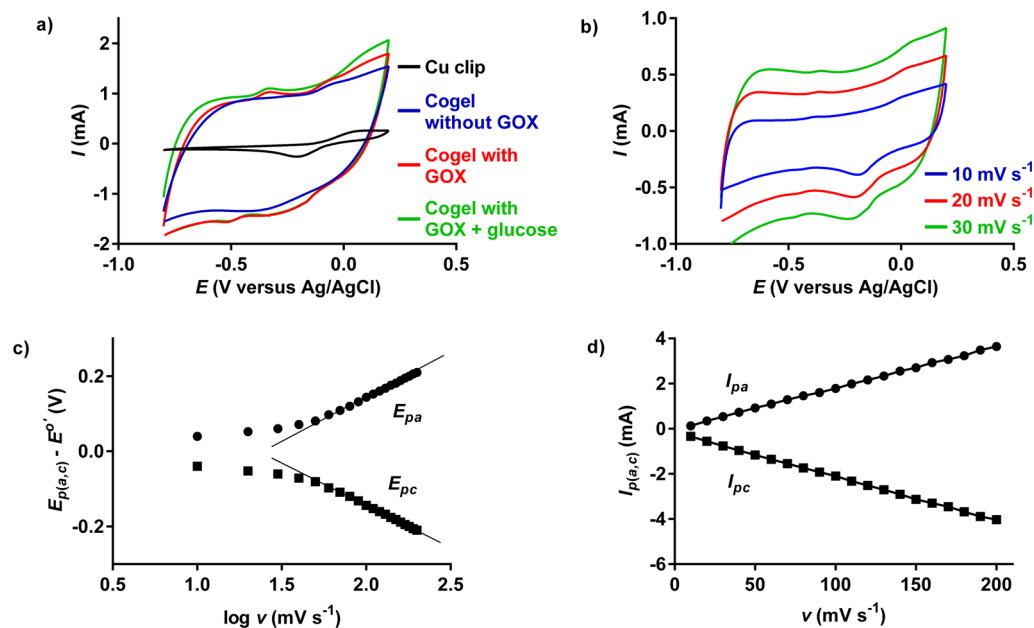 a)
I (mA)
2
1
0
-1
-2
-1.0
-0.5
0.0
0.5
E (V versus Ag/AgCl)
Cu clip
Cogel
without GOX
Cogel with
GOX
Cogel with
GOX + glucose
b)
I (mA)
1.0
0.5
0.0
-0.5
-1.0
-1.0
-0.5
0.0
0.5
E (V versus Ag/AgCl)
10 mV s⁻¹
20 mV s⁻¹
30 mV s⁻¹
c)
Ep(a,c) - Eo' (V)
0.2
0.0
-0.2
Epa
Epc
0.5
1.0
1.5
2.0
2.5
log v (mV s⁻¹)
d)
Ip(a,c) (mA)
4
2
0
-2
-4
-6
Ipa
Ipc
0
50
100
150
200
v (mV s⁻¹)